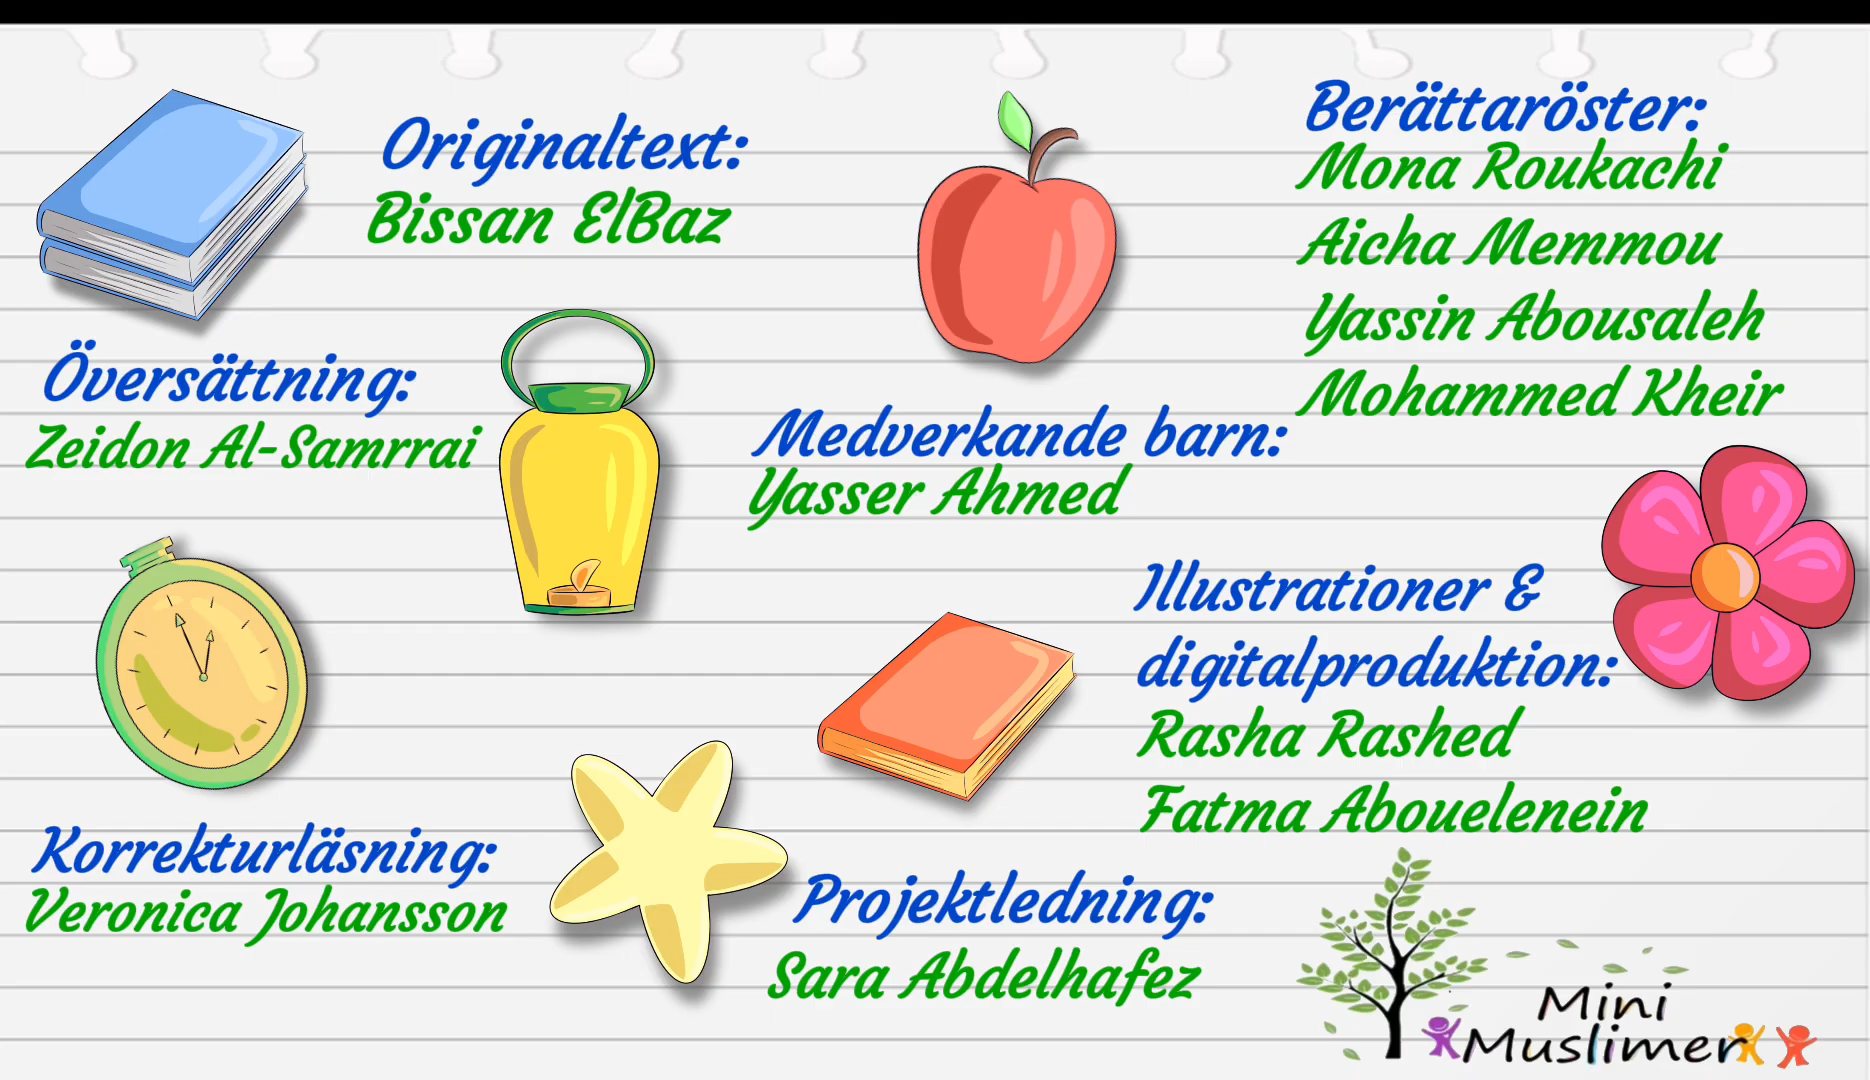 Originaltext:
Bissan ElBaz
Översättning:
Zeidon Al-Samrrai
Korrekturläsning:
Veronica Johansson
Medverkande barn:
Yasser Ahmed
Projektledning:
Sara Abdelhafez
Berättaröster:
Mona Roukachi
Aicha Memmou
Yassin Abousaleh
Mohammed Kheir
Illustrationer &
digitalproduktion:
Rasha Rashed
Fatma Abouelenein
Mini
Muslimer